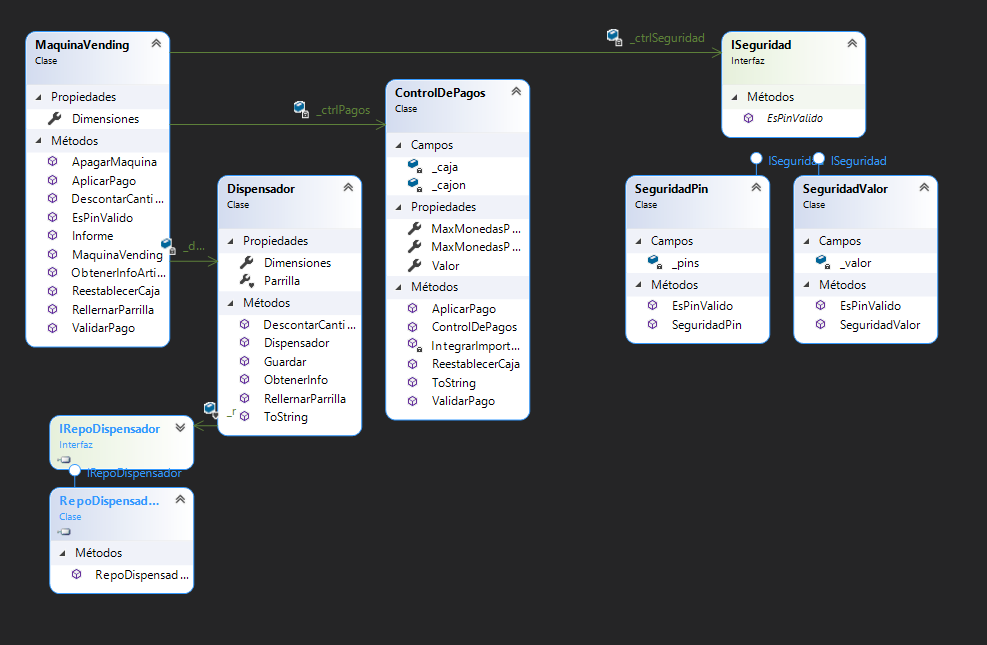 MaquinaVending
Clase
Propiedades
Dimensiones
Métodos
ApagarMaquina
AplicarPago
DescontarCanti...
EsPinValido
Informe
MaquinaVending
ObtenerInfoArti...
ReestablecerCaja
RellernarParrilla
ValidarPago
_ctrlSeguridad
_ctrlPagos
_d...
ISeguridad
Interfaz
Métodos
EsPinValido
ControlDePagos
Clase
Campos
_caja
_cajon
Propiedades
MaxMonedasP...
MaxMonedasP...
Valor
Métodos
AplicarPago
ControlDePagos
IntegrarImport...
ReestablecerCaja
ToString
ValidarPago
Dispensador
Clase
Propiedades
Dimensiones
Parrilla
Métodos
DescontarCanti...
Dispensador
Guardar
ObtenerInfo
RellernarParrilla
ToString
_r
ISeguridad
ISeguridad
SeguridadPin
Clase
Campos
_pins
Métodos
EsPinValido
SeguridadPin
SeguridadValor
Clase
Campos
_valor
Métodos
EsPinValido
SeguridadValor
IRepoDispensador
Interfaz
IRepoDispensador
RepoDispensad...
Clase
Métodos
RepoDispensad...